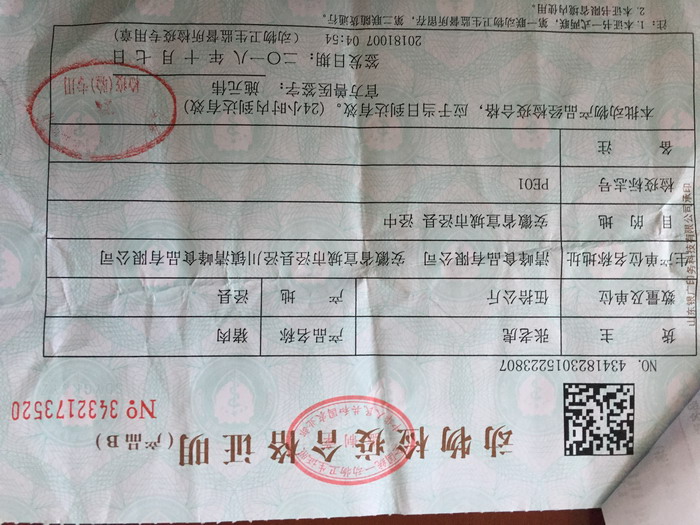 动物检疫合格证明（产品B）
No 3432173520
NO. 4341823015223807
货 主 张老虎 产品名称 猪肉
数量及单位 伍拾公斤 产 地 泾县
生产单位名称地址 清峰食品有限公司 安徽省宣城市泾县泾川镇清峰食品有限公司
目 的 地 安徽省宣城市泾县 泾中
检疫标志号 PE01
备 注
本批动物产品经检疫合格，应于当日到达有效。（24小时内到达有效）
官方兽医签字：施元伟
签发日期：二〇一八年 十 月 七 日
20181007 04:54 （动物卫生监督所检疫专用章）
注：1. 本证书一式两联，第一联动物卫生监督所留存，第二联随货通行。
2. 本证书限省境内使用。
检疫(验)专用